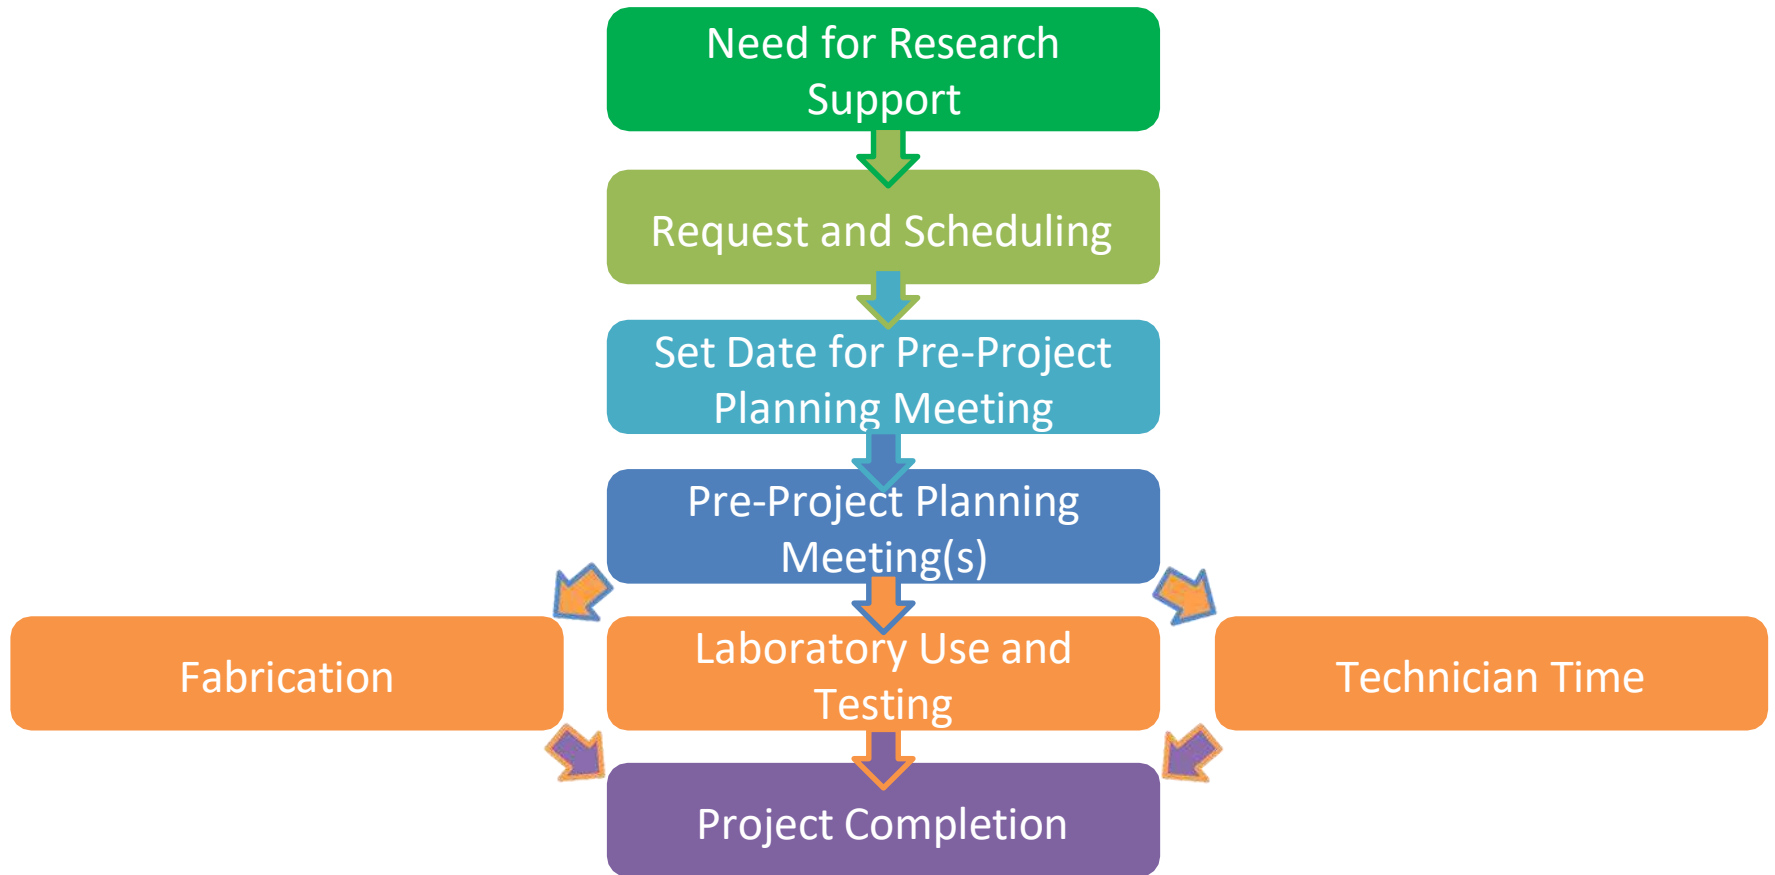 Need for Research
Support
Request and Scheduling
Set Date for Pre-Project
Planning Meeting
Pre-Project Planning
Meeting(s)
Fabrication
Laboratory Use and
Testing
Technician Time
Project Completion